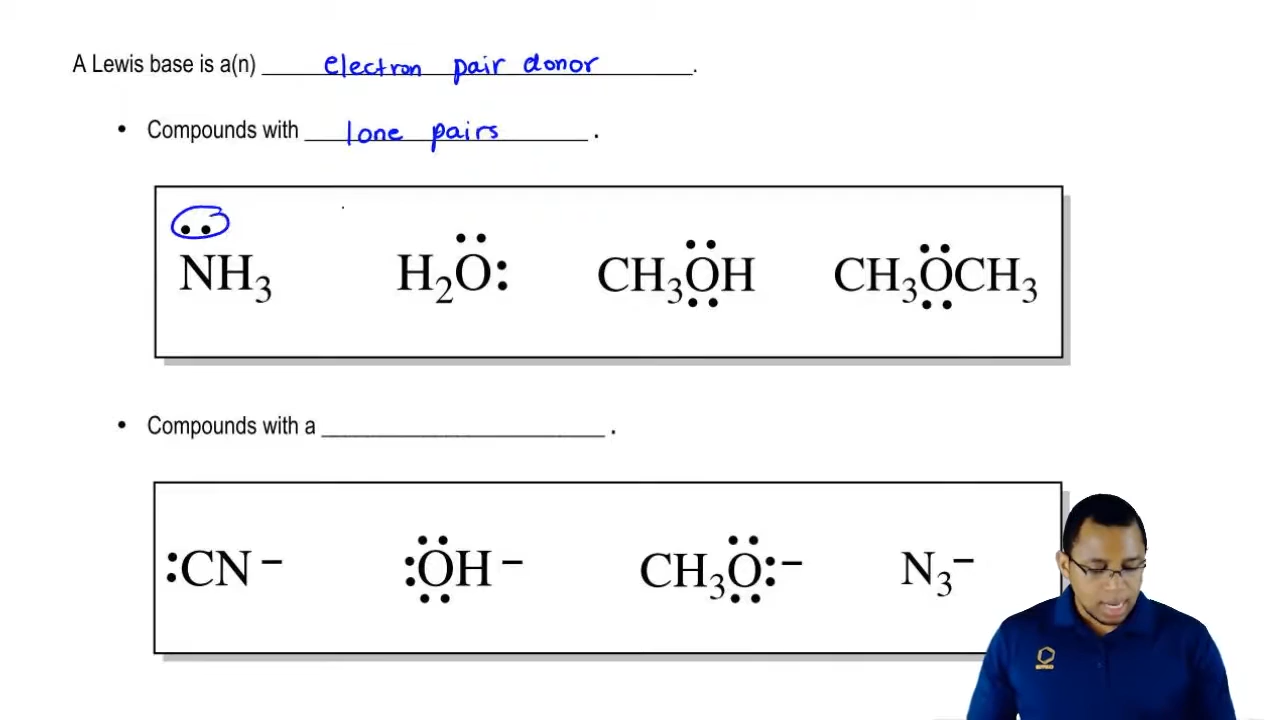 A Lewis base is a(n) electron pair donor.
• Compounds with lone pairs.
NH₃ H₂O: CH₃OH CH₃OCH₃
• Compounds with a ____________________.
:CN⁻ :OH⁻ CH₃O:⁻ N₃⁻